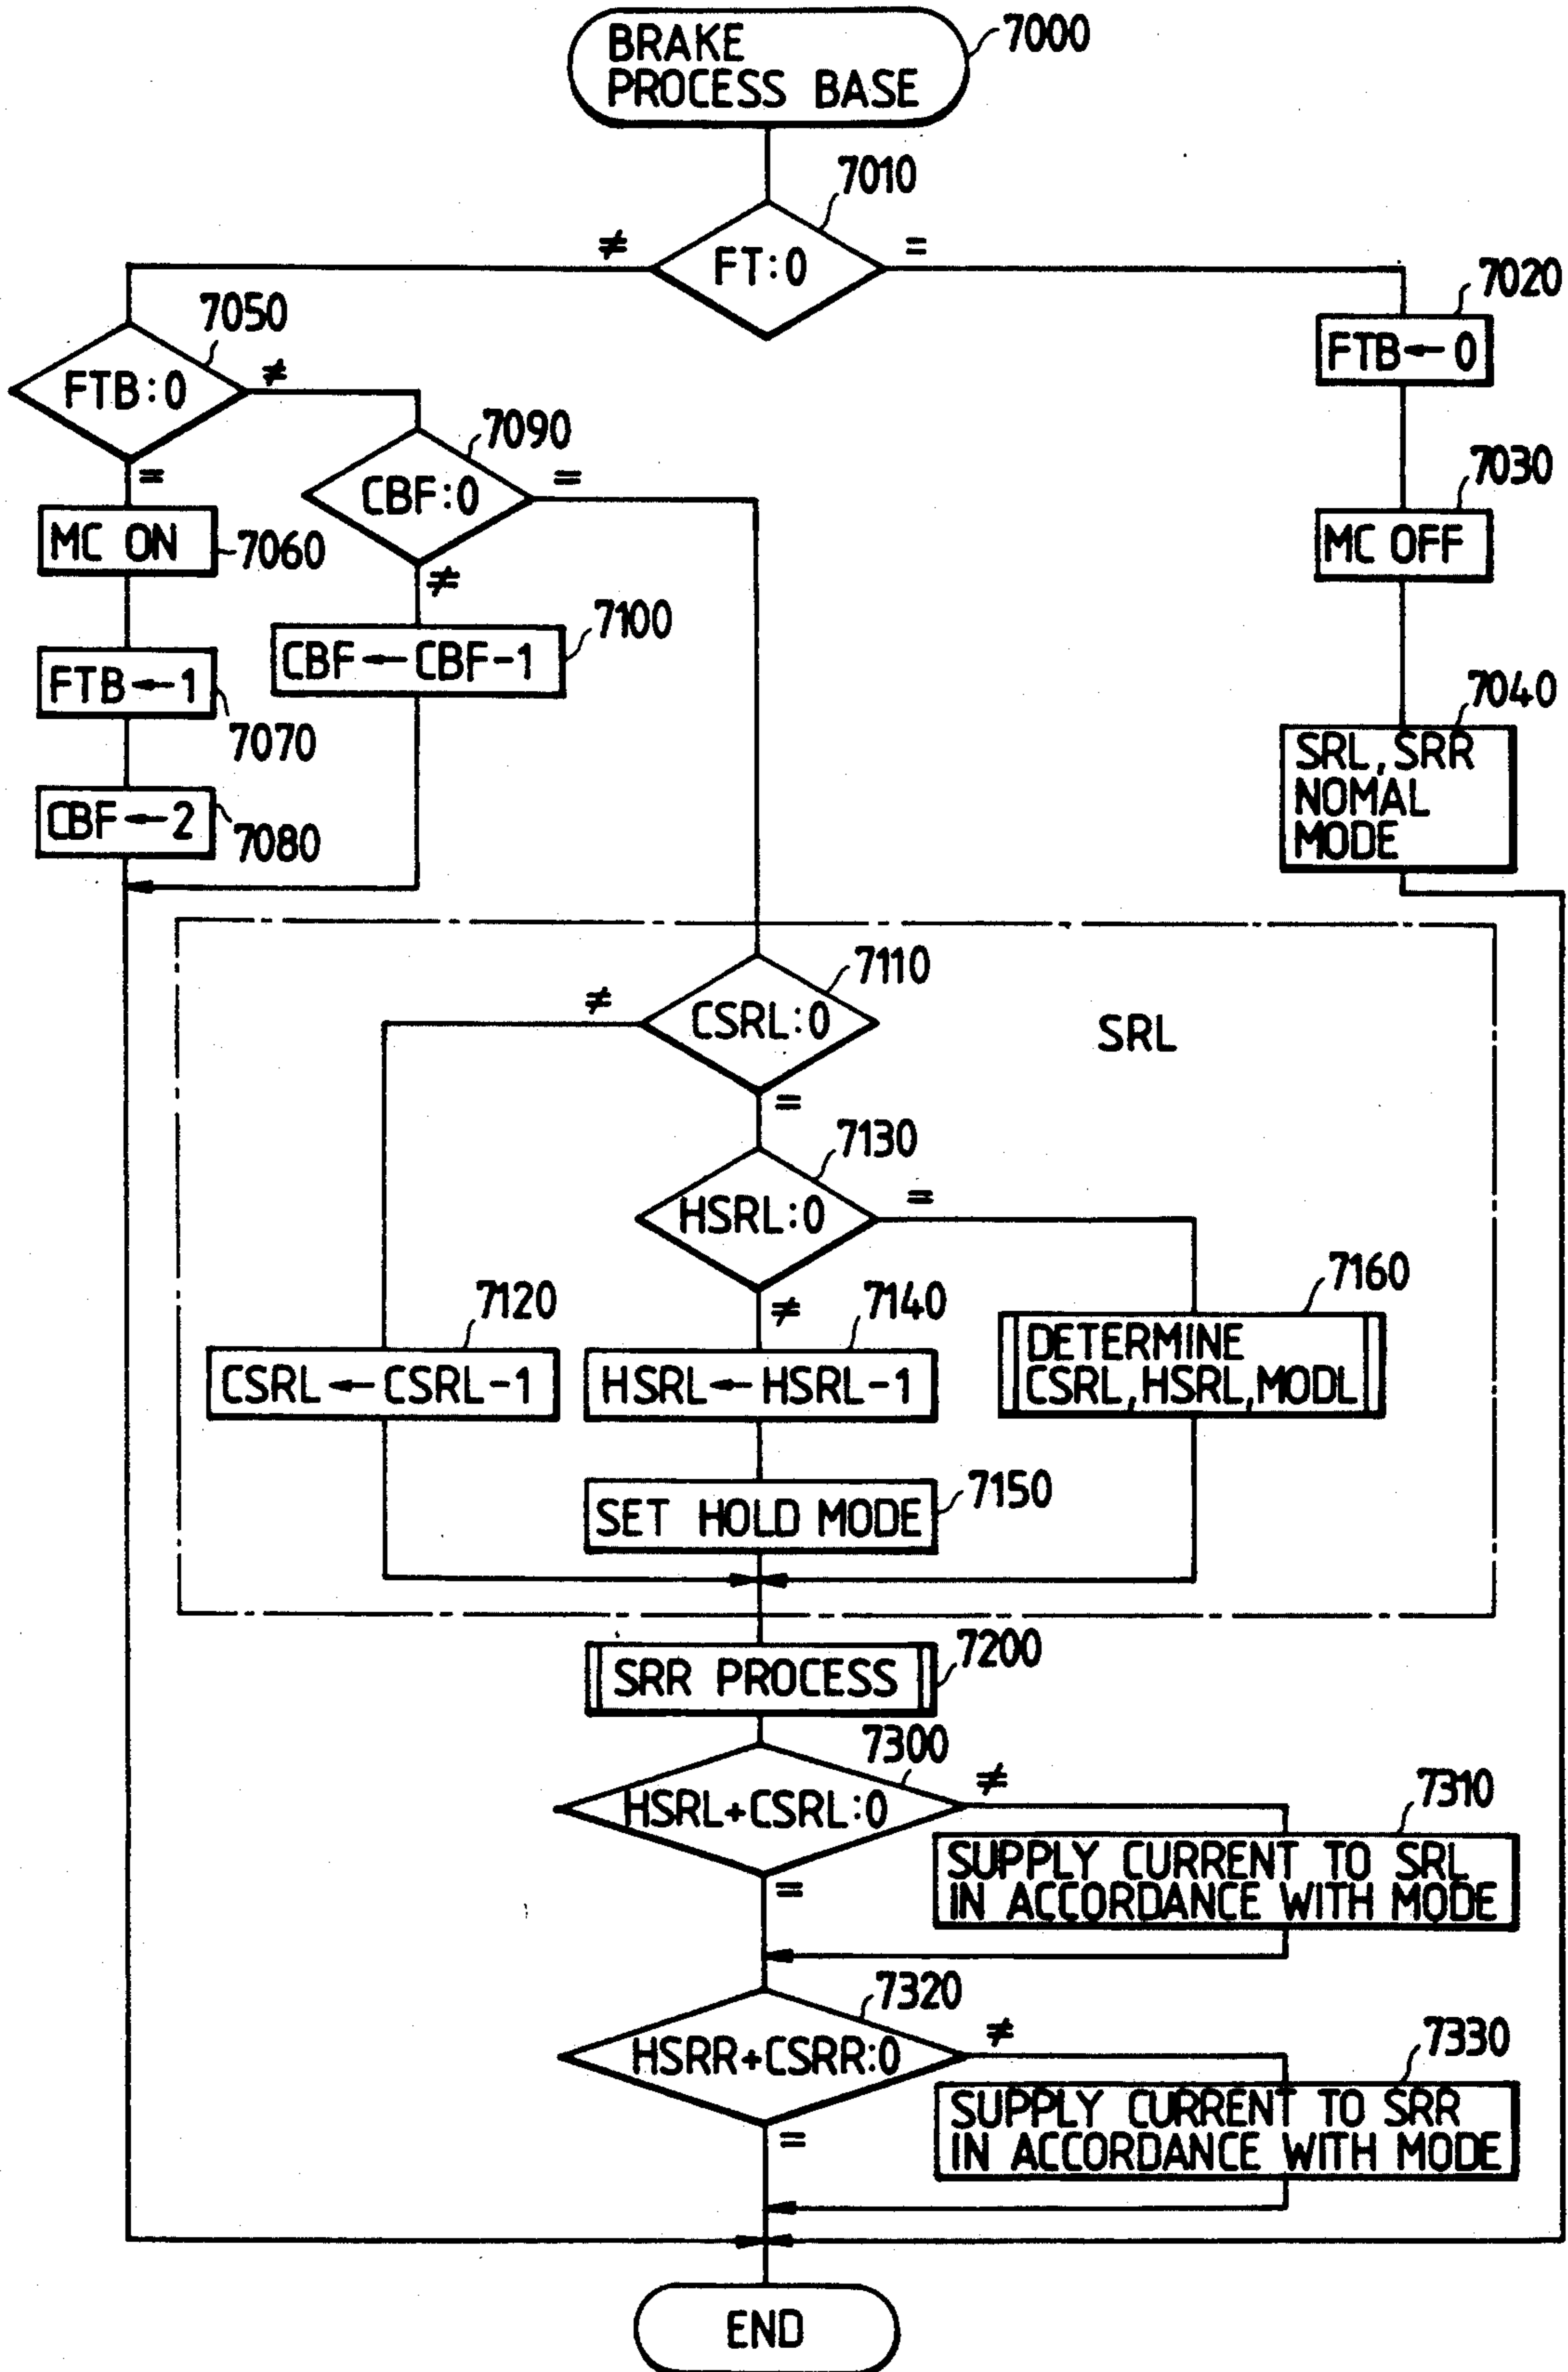 BRAKE
PROCESS BASE
7000
7010
FT:0
≠
=
7020
FTB←0
7030
MC OFF
7040
SRL, SRR
NOMAL
MODE
7050
FTB:0
≠
=
7090
CBF:0
=
≠
MC ON
7060
7100
CBF←CBF-1
FTB←1
7070
CBF←2
7080
7110
CSRL:0
≠
=
SRL
7130
HSRL:0
=
≠
7120
CSRL←CSRL-1
7140
HSRL←HSRL-1
7160
DETERMINE
CSRL,HSRL,MODL
7150
SET HOLD MODE
7200
SRR PROCESS
7300
HSRL+CSRL:0
≠
=
7310
SUPPLY CURRENT TO SRL
IN ACCORDANCE WITH MODE
7320
HSRR+CSRR:0
≠
=
7330
SUPPLY CURRENT TO SRR
IN ACCORDANCE WITH MODE
END